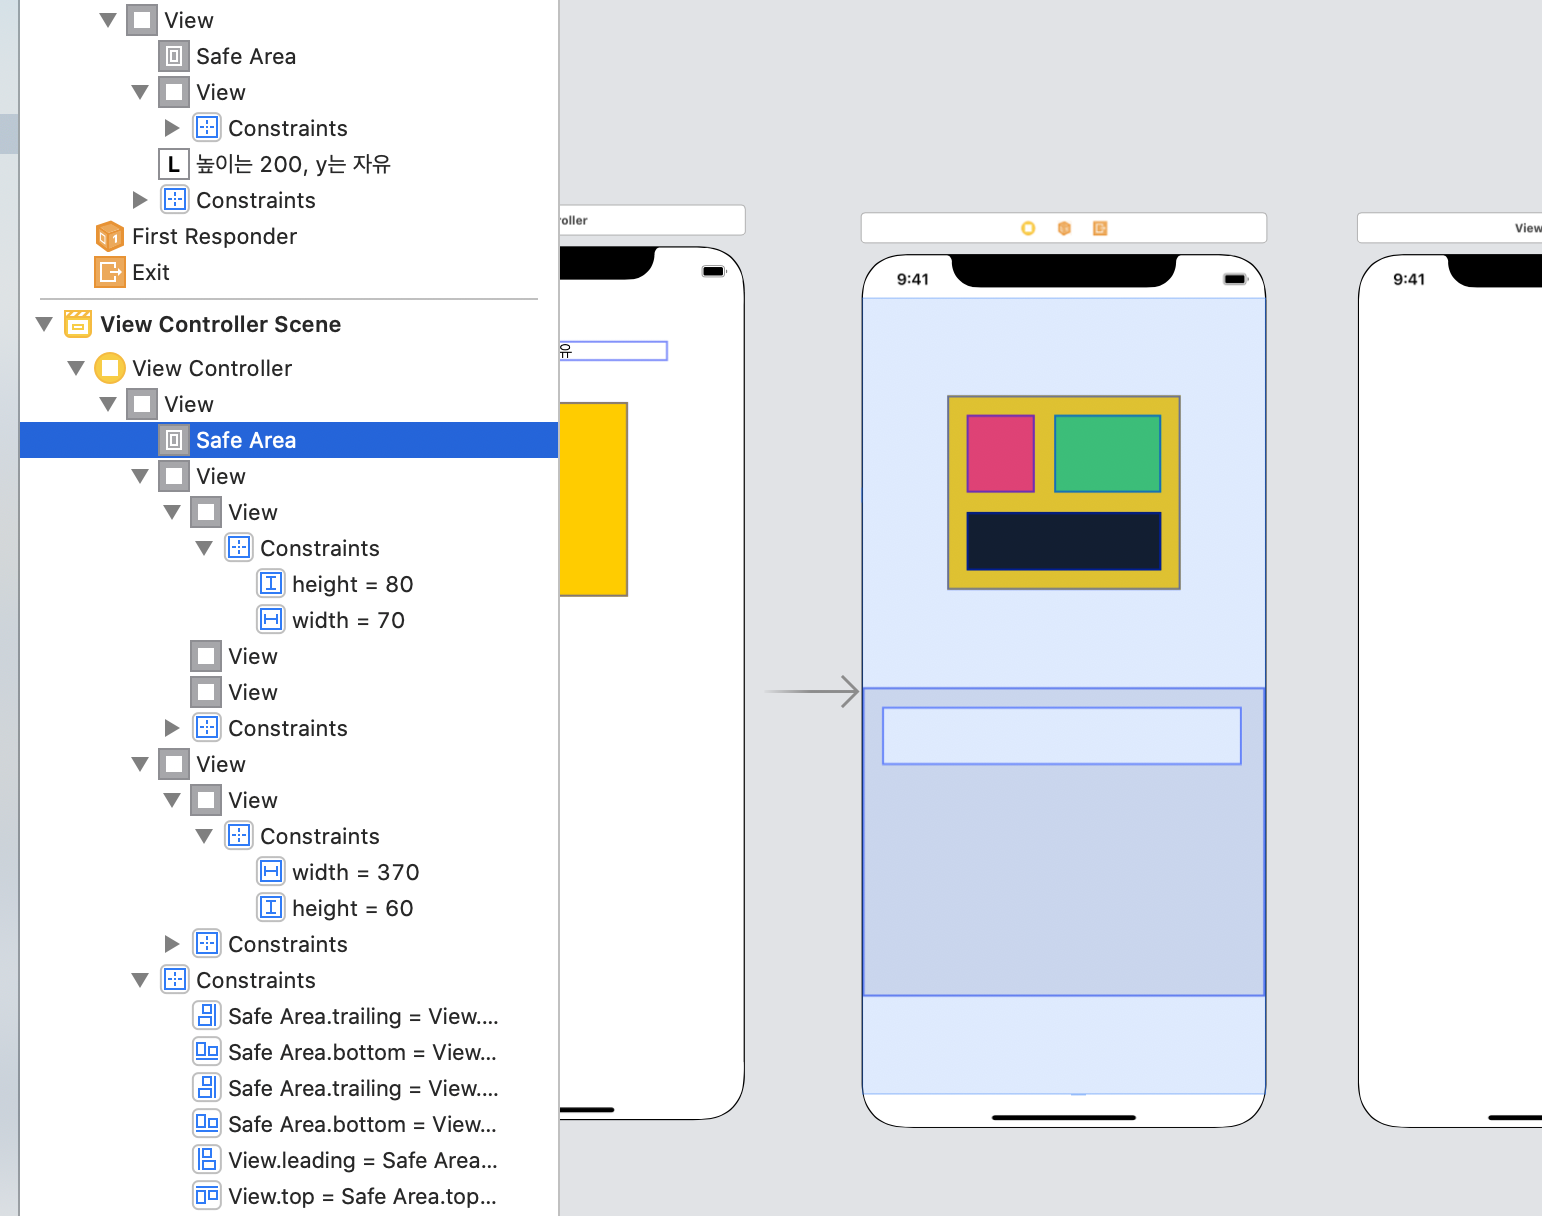 View
Safe Area
View
Constraints
L 높이는 200, y는 자유
Constraints
First Responder
Exit
View Controller Scene
View Controller
View
Safe Area
View
View
Constraints
height = 80
width = 70
View
View
Constraints
View
View
Constraints
width = 370
height = 60
Constraints
Constraints
Safe Area.trailing = View....
Safe Area.bottom = View...
Safe Area.trailing = View....
Safe Area.bottom = View...
View.leading = Safe Area...
View.top = Safe Area.top...
roller
유
9:41
View
9:41